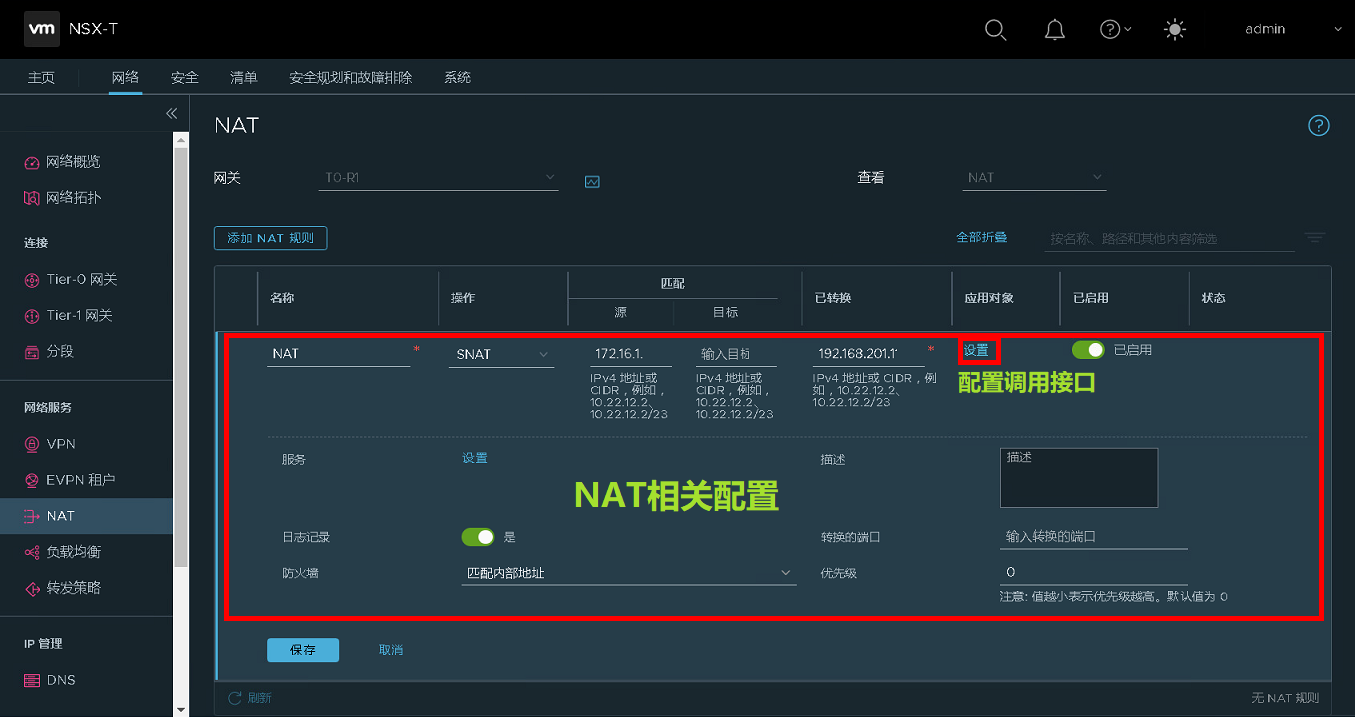 vm NSX-T admin
主页 网络 安全 清单 安全规划和故障排除 系统
NAT
网络概览
网络拓扑
连接
Tier-0 网关
Tier-1 网关
分段
网络服务
VPN
EVPN 租户
NAT
负载均衡
转发策略
IP 管理
DNS
网关 T0-R1 查看 NAT
添加 NAT 规则 全部折叠 按名称、路径和其他内容筛选
名称 操作 匹配 已转换 应用对象 已启用 状态
源 目标
NAT * SNAT 172.16.1. 输入目标 192.168.201.1 * 设置 已启用
IPv4 地址或
CIDR，例如，
10.22.12.2、
10.22.12.2/23
IPv4 地址或
CIDR，例如，
10.22.12.2、
10.22.12.2/23
IPv4 地址或 CIDR，例
如，10.22.12.2、
10.22.12.2/23
配置调用接口
服务 设置 描述 描述
NAT相关配置
日志记录 是 转换的端口 输入转换的端口
防火墙 匹配内部地址 优先级 0
注意: 值越小表示优先级越高。默认值为 0
保存 取消
刷新 无 NAT 规则